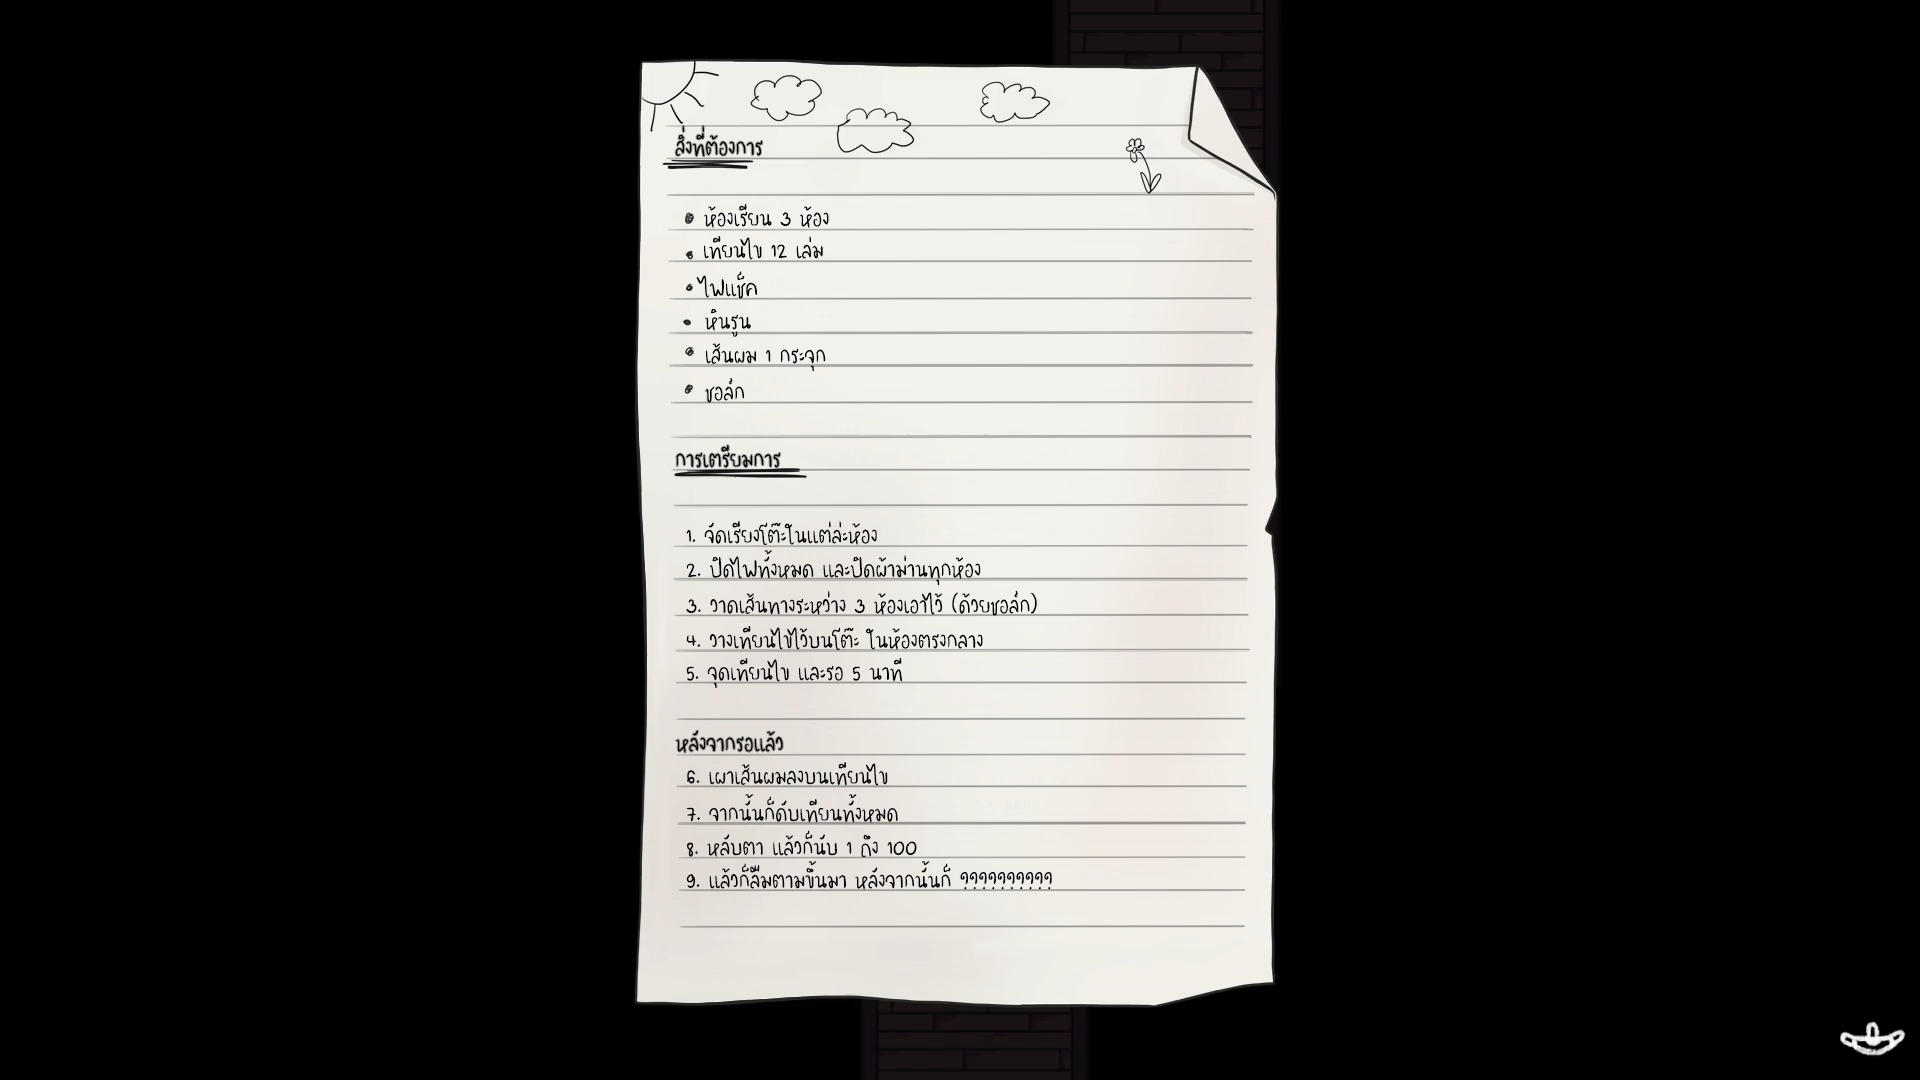 สิ่งที่ต้องการ
ห้องเรียน 3 ห้อง
เทียนไข 12 เล่ม
ไฟแช็ค
หินรูน
เส้นผม 1 กระจุก
ชอล์ก
การเตรียมการ
1. จัดเรียงโต๊ะในแต่ล่ะห้อง
2. ปิดไฟทั้งหมด และปิดผ้าม่านทุกห้อง
3. วาดเส้นทางระหว่าง 3 ห้องเอาไว้ (ด้วยชอล์ก)
4. วางเทียนไขไว้บนโต๊ะ ในห้องตรงกลาง
5. จุดเทียนไข และรอ 5 นาที
หลังจากรอแล้ว
6. เผาเส้นผมลงบนเทียนไข
7. จากนั้นก็ดับเทียนทั้งหมด
8. หลับตา แล้วก็นับ 1 ถึง 100
9. แล้วก็ลืมตามขึ้นมา หลังจากนั้นก็ ??????????